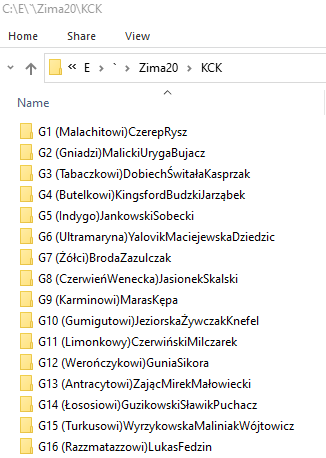 C:\E\`\Zima20\KCK
Home Share View
« E > ` > Zima20 > KCK
Name
G1 (Malachitowi)CzerepRysz
G2 (Gniadzi)MalickiUrygaBujacz
G3 (Tabaczkowi)DobiechŚwitałaKasprzak
G4 (Butelkowi)KingsfordBudzkiJarząbek
G5 (Indygo)JankowskiSobecki
G6 (Ultramaryna)YalovikMaciejewskaDziedzic
G7 (Żółci)BrodaZazulczak
G8 (CzerwieńWenecka)JasionekSkalski
G9 (Karminowi)MarasKępa
G10 (Gumigutowi)JeziorskaŻywczakKnefel
G11 (Limonkowy)CzerwińskiMilczarek
G12 (Werończykowi)GuniaSikora
G13 (Antracytowi)ZającMirekMałowiecki
G14 (Łososiowi)GuzikowskiSławikPuchacz
G15 (Turkusowi)WyrzykowskaMaliniakWójtowicz
G16 (Razzmatazzowi)LukasFedzin